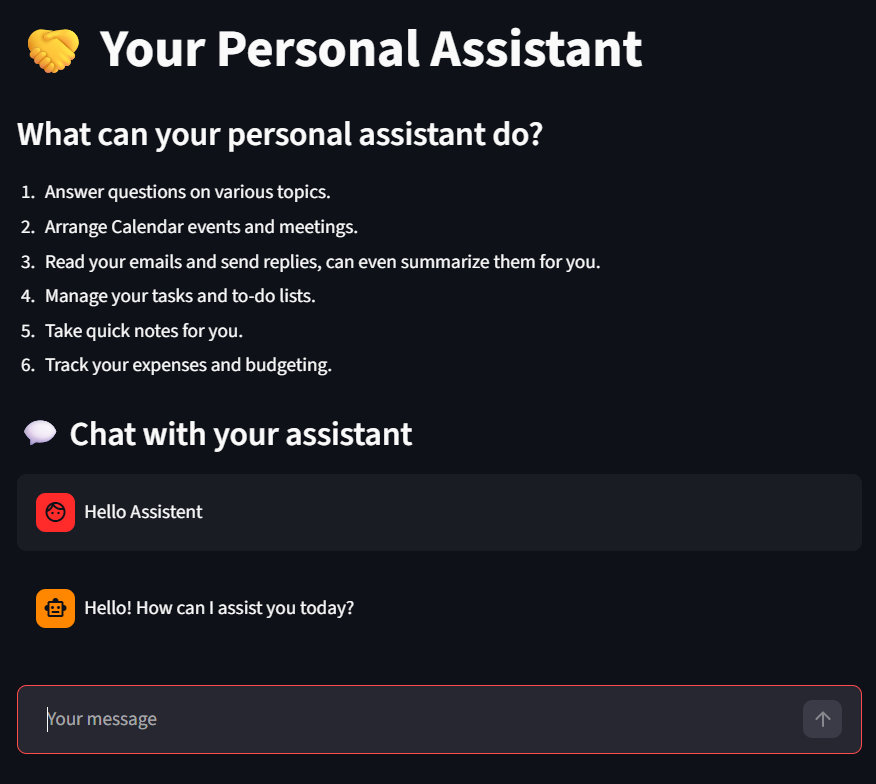 🤝 Your Personal Assistant
What can your personal assistant do?
1. Answer questions on various topics.
2. Arrange Calendar events and meetings.
3. Read your emails and send replies, can even summarize them for you.
4. Manage your tasks and to-do lists.
5. Take quick notes for you.
6. Track your expenses and budgeting.
💬 Chat with your assistant
Hello Assistent
Hello! How can I assist you today?
Your message